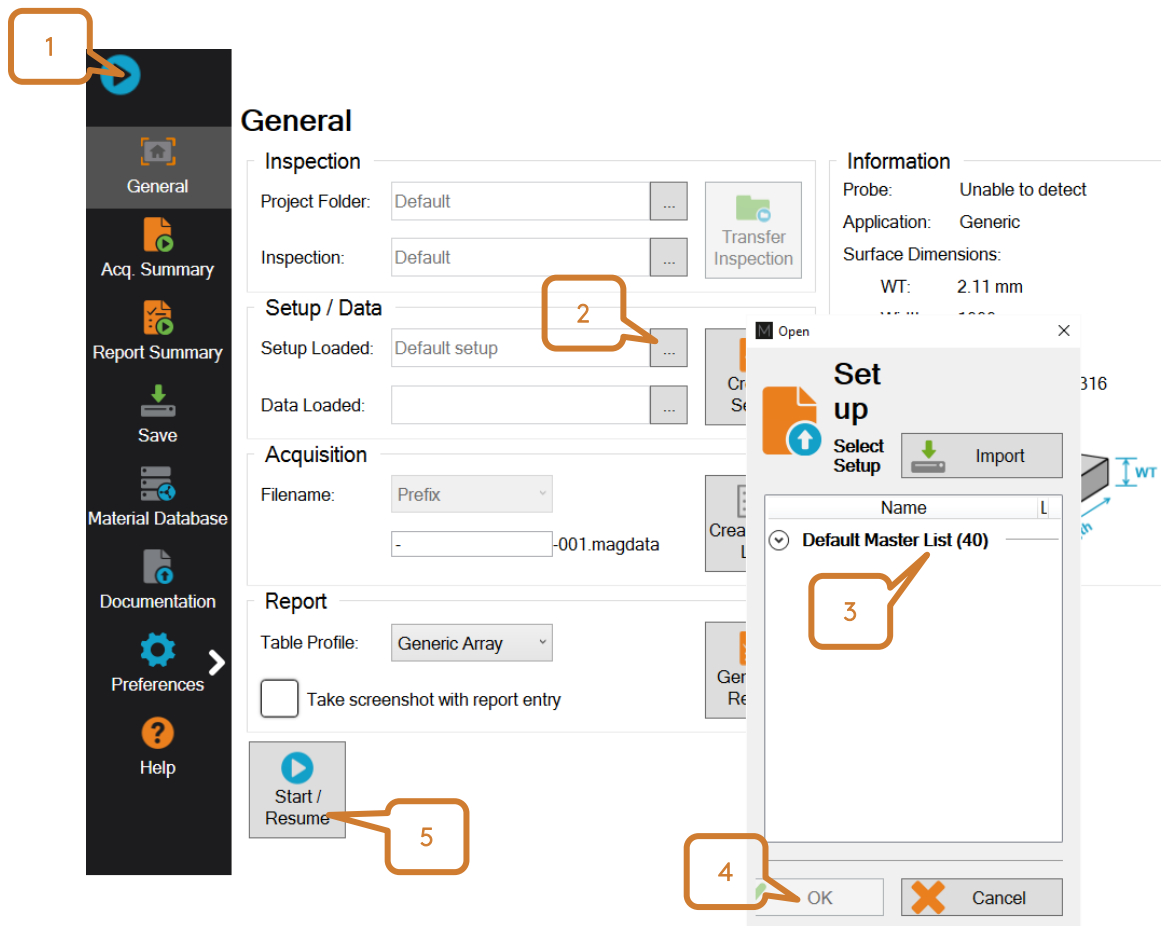 1
General
General
Acq. Summary
Report Summary
Save
Material Database
Documentation
Preferences
Help
Inspection
Project Folder:
Default
...
Inspection:
Default
...
Transfer
Inspection
Setup / Data
2
Setup Loaded:
Default setup
...
Data Loaded:
...
Acquisition
Filename:
Prefix
-
-001.magdata
Report
Table Profile:
Generic Array
Take screenshot with report entry
Start /
Resume
5
Information
Probe:
Unable to detect
Application:
Generic
Surface Dimensions:
WT:
2.11 mm
316
WT
M Open
Set
up
Select
Setup
Import
Name
L
Default Master List (40)
3
4
OK
Cancel